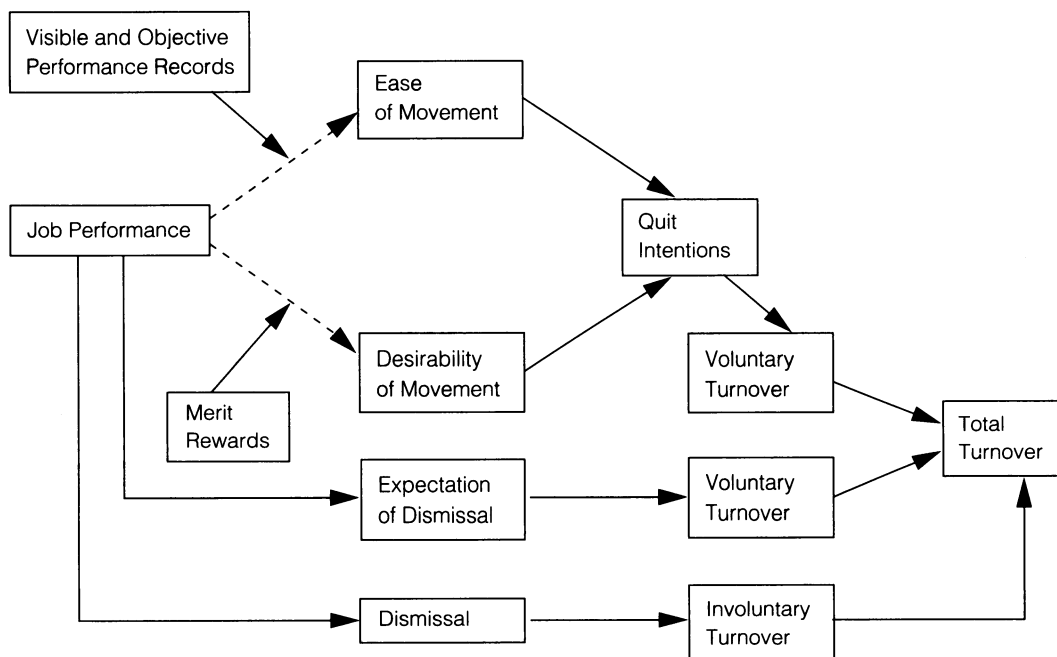 Visible and Objective
Performance Records
Ease
of Movement
Job Performance
Quit
Intentions
Desirability
of Movement
Voluntary
Turnover
Merit
Rewards
Total
Turnover
Expectation
of Dismissal
Voluntary
Turnover
Dismissal
Involuntary
Turnover